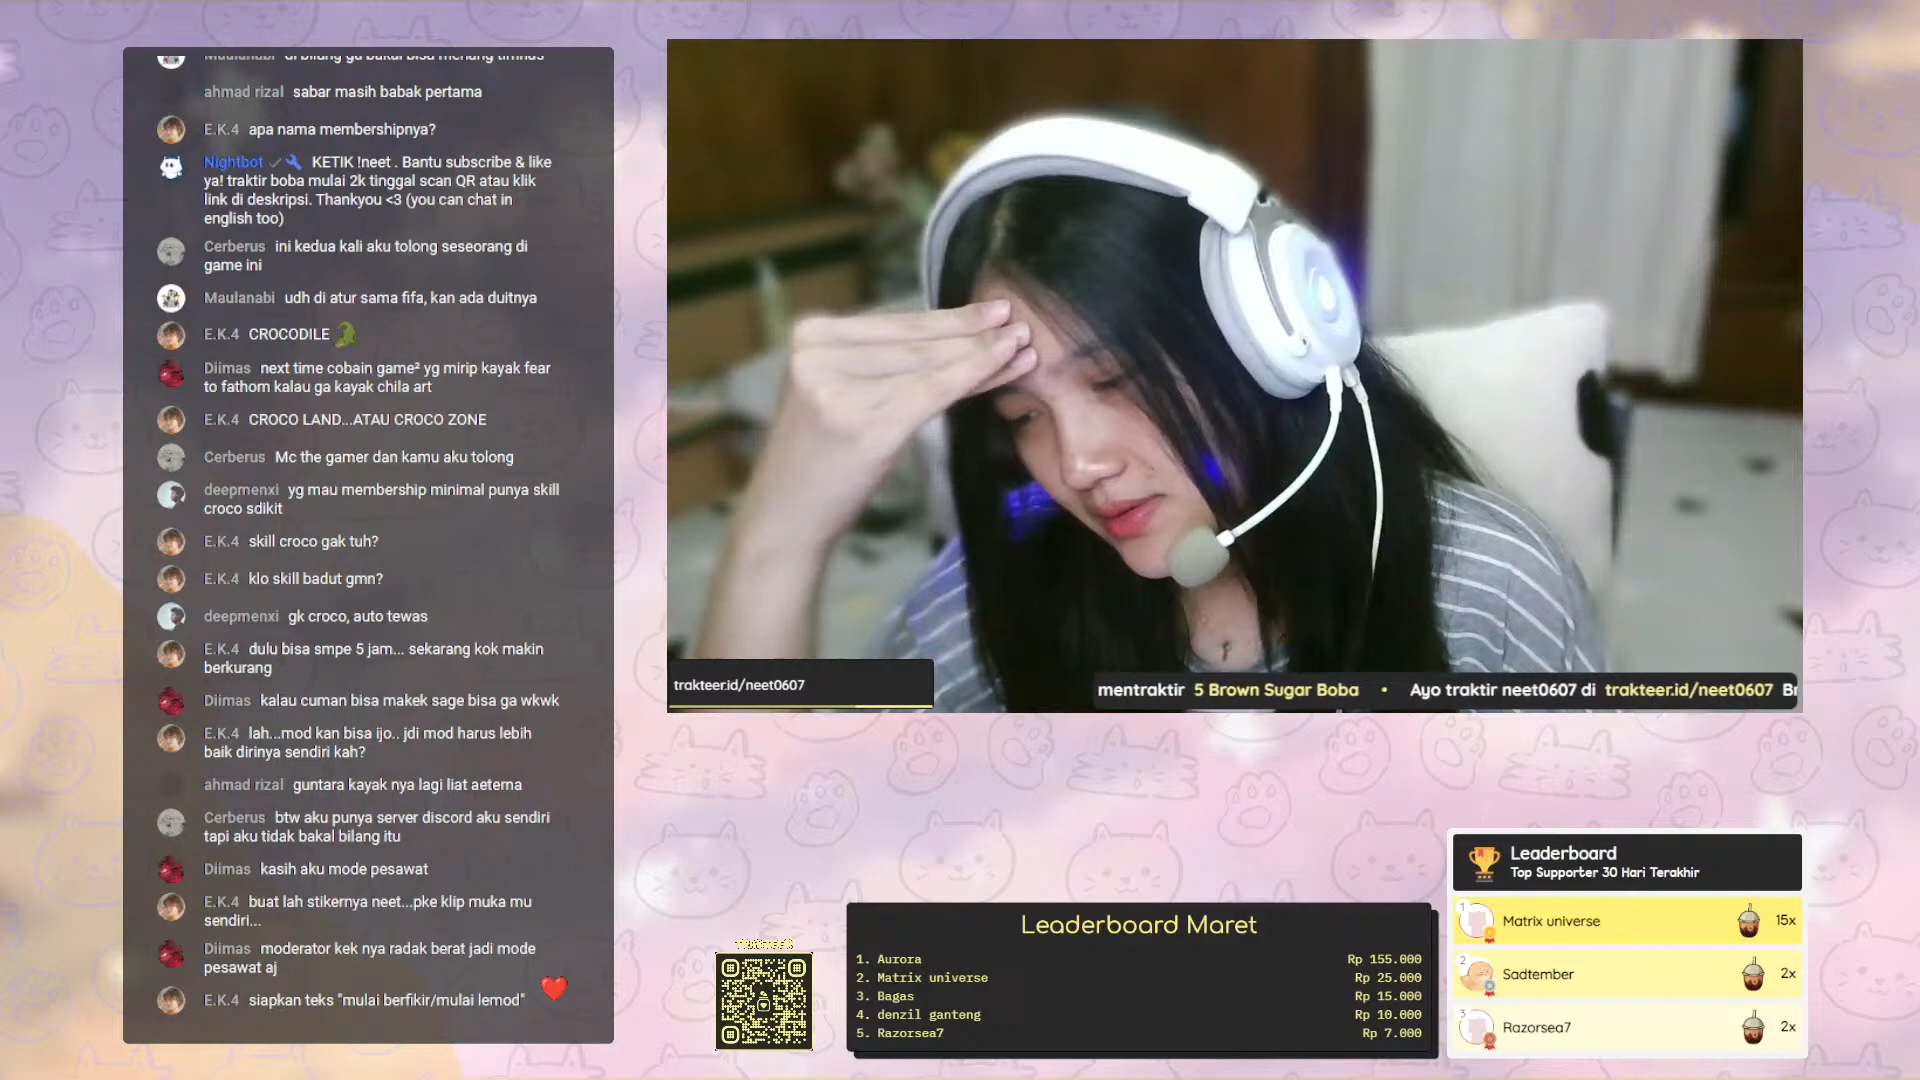 Maulanabi di bilang ga bakal bisa menang timnas
ahmad rizal sabar masih babak pertama
E.K.4 apa nama membershipnya?
Nightbot KETIK !neet . Bantu subscribe & like
ya! traktir boba mulai 2k tinggal scan QR atau klik
link di deskripsi. Thankyou <3 (you can chat in
english too)
Cerberus ini kedua kali aku tolong seseorang di
game ini
Maulanabi udh di atur sama fifa, kan ada duitnya
E.K.4 CROCODILE
Diimas next time cobain game² yg mirip kayak fear
to fathom kalau ga kayak chila art
E.K.4 CROCO LAND...ATAU CROCO ZONE
Cerberus Mc the gamer dan kamu aku tolong
deepmenxi yg mau membership minimal punya skill
croco sdikit
E.K.4 skill croco gak tuh?
E.K.4 klo skill badut gmn?
deepmenxi gk croco, auto tewas
E.K.4 dulu bisa smpe 5 jam... sekarang kok makin
berkurang
Diimas kalau cuman bisa makek sage bisa ga wkwk
E.K.4 lah...mod kan bisa ijo.. jdi mod harus lebih
baik dirinya sendiri kah?
ahmad rizal guntara kayak nya lagi liat aeterna
Cerberus btw aku punya server discord aku sendiri
tapi aku tidak bakal bilang itu
Diimas kasih aku mode pesawat
E.K.4 buat lah stikernya neet...pke klip muka mu
sendiri...
Diimas moderator kek nya radak berat jadi mode
pesawat aj
E.K.4 siapkan teks "mulai berfikir/mulai lemod"
trakteer.id/neet0607
mentraktir 5 Brown Sugar Boba • Ayo traktir neet0607 di trakteer.id/neet0607
Leaderboard Maret
1. Aurora Rp 155.000
2. Matrix universe Rp 25.000
3. Bagas Rp 15.000
4. denzil ganteng Rp 10.000
5. Razorsea7 Rp 7.000
Leaderboard
Top Supporter 30 Hari Terakhir
1 Matrix universe 15x
2 Sadtember 2x
3 Razorsea7 2x